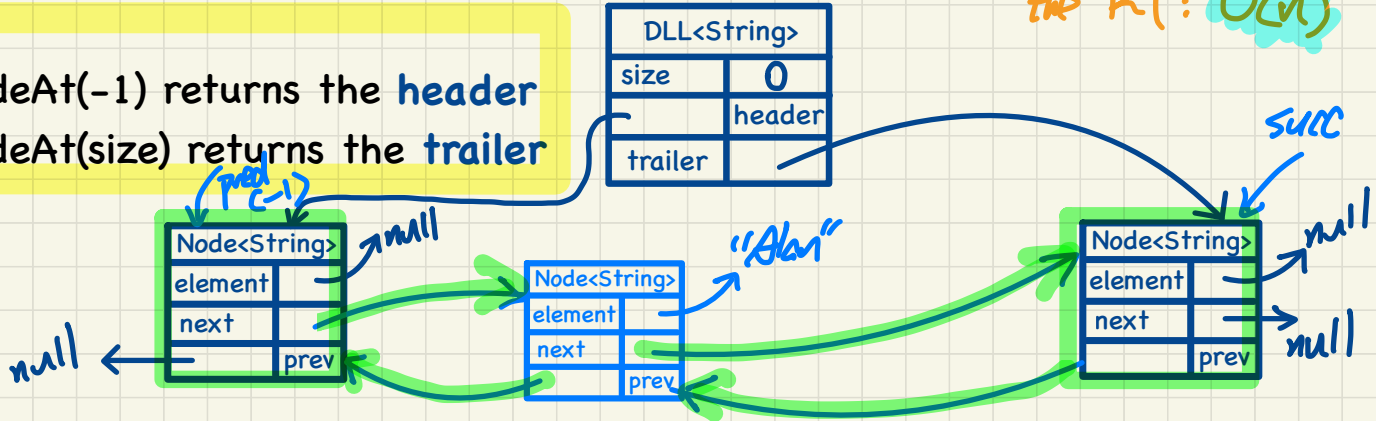 the RT: O(n)
DLL<String>
size 0
header
trailer
deAt(-1) returns the header
deAt(size) returns the trailer
(pred
(-1)
succ
Node<String>
element
next
prev
null
null
Node<String>
element
next
prev
"Alan"
Node<String>
element
next
prev
null
null